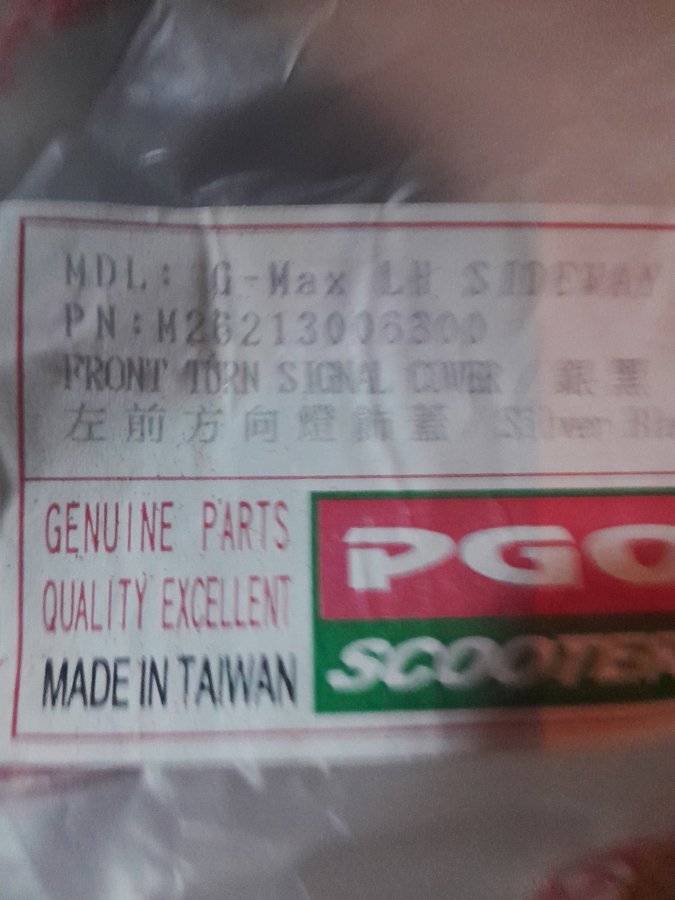 MDL: G-Max LH SIDEWAY
PN:M26213006300
FRONT TURN SIGNAL COVER / 銀黑
左前方向燈飾蓋 Silver
GENUINE PARTS
QUALITY EXCELLENT
MADE IN TAIWAN
PGO
SCOOTER